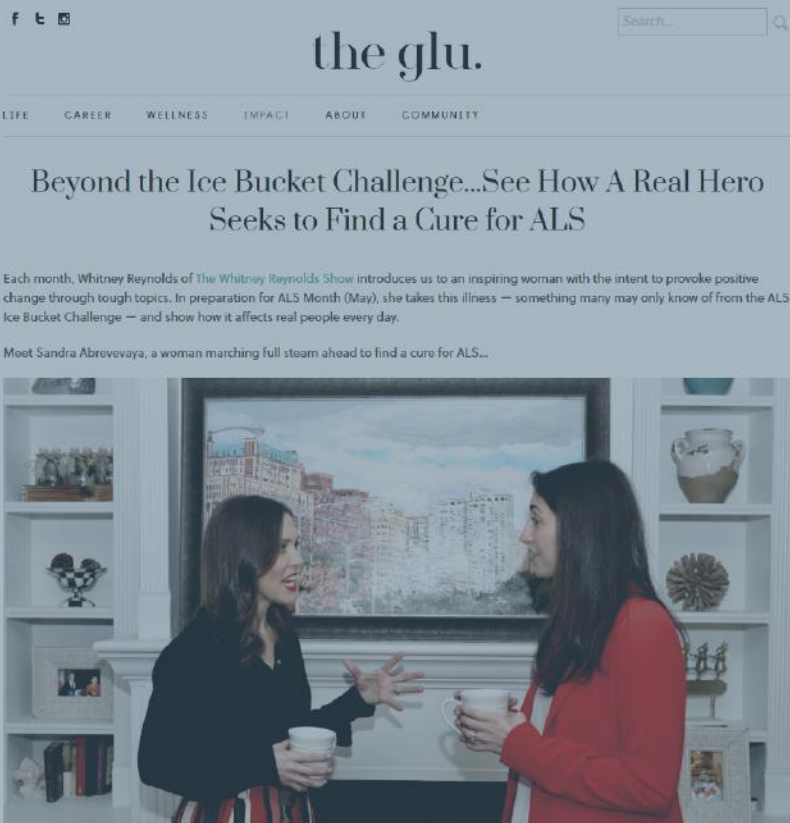 Search...
the glu.
LIFE CAREER WELLNESS IMPACT ABOUT COMMUNITY
Beyond the Ice Bucket Challenge...See How A Real Hero
Seeks to Find a Cure for ALS
Each month, Whitney Reynolds of The Whitney Reynolds Show introduces us to an inspiring woman with the intent to provoke positive
change through tough topics. In preparation for ALS Month (May), she takes this illness — something many may only know of from the ALS
Ice Bucket Challenge — and show how it affects real people every day.
Meet Sandra Abrevevaya, a woman marching full steam ahead to find a cure for ALS...